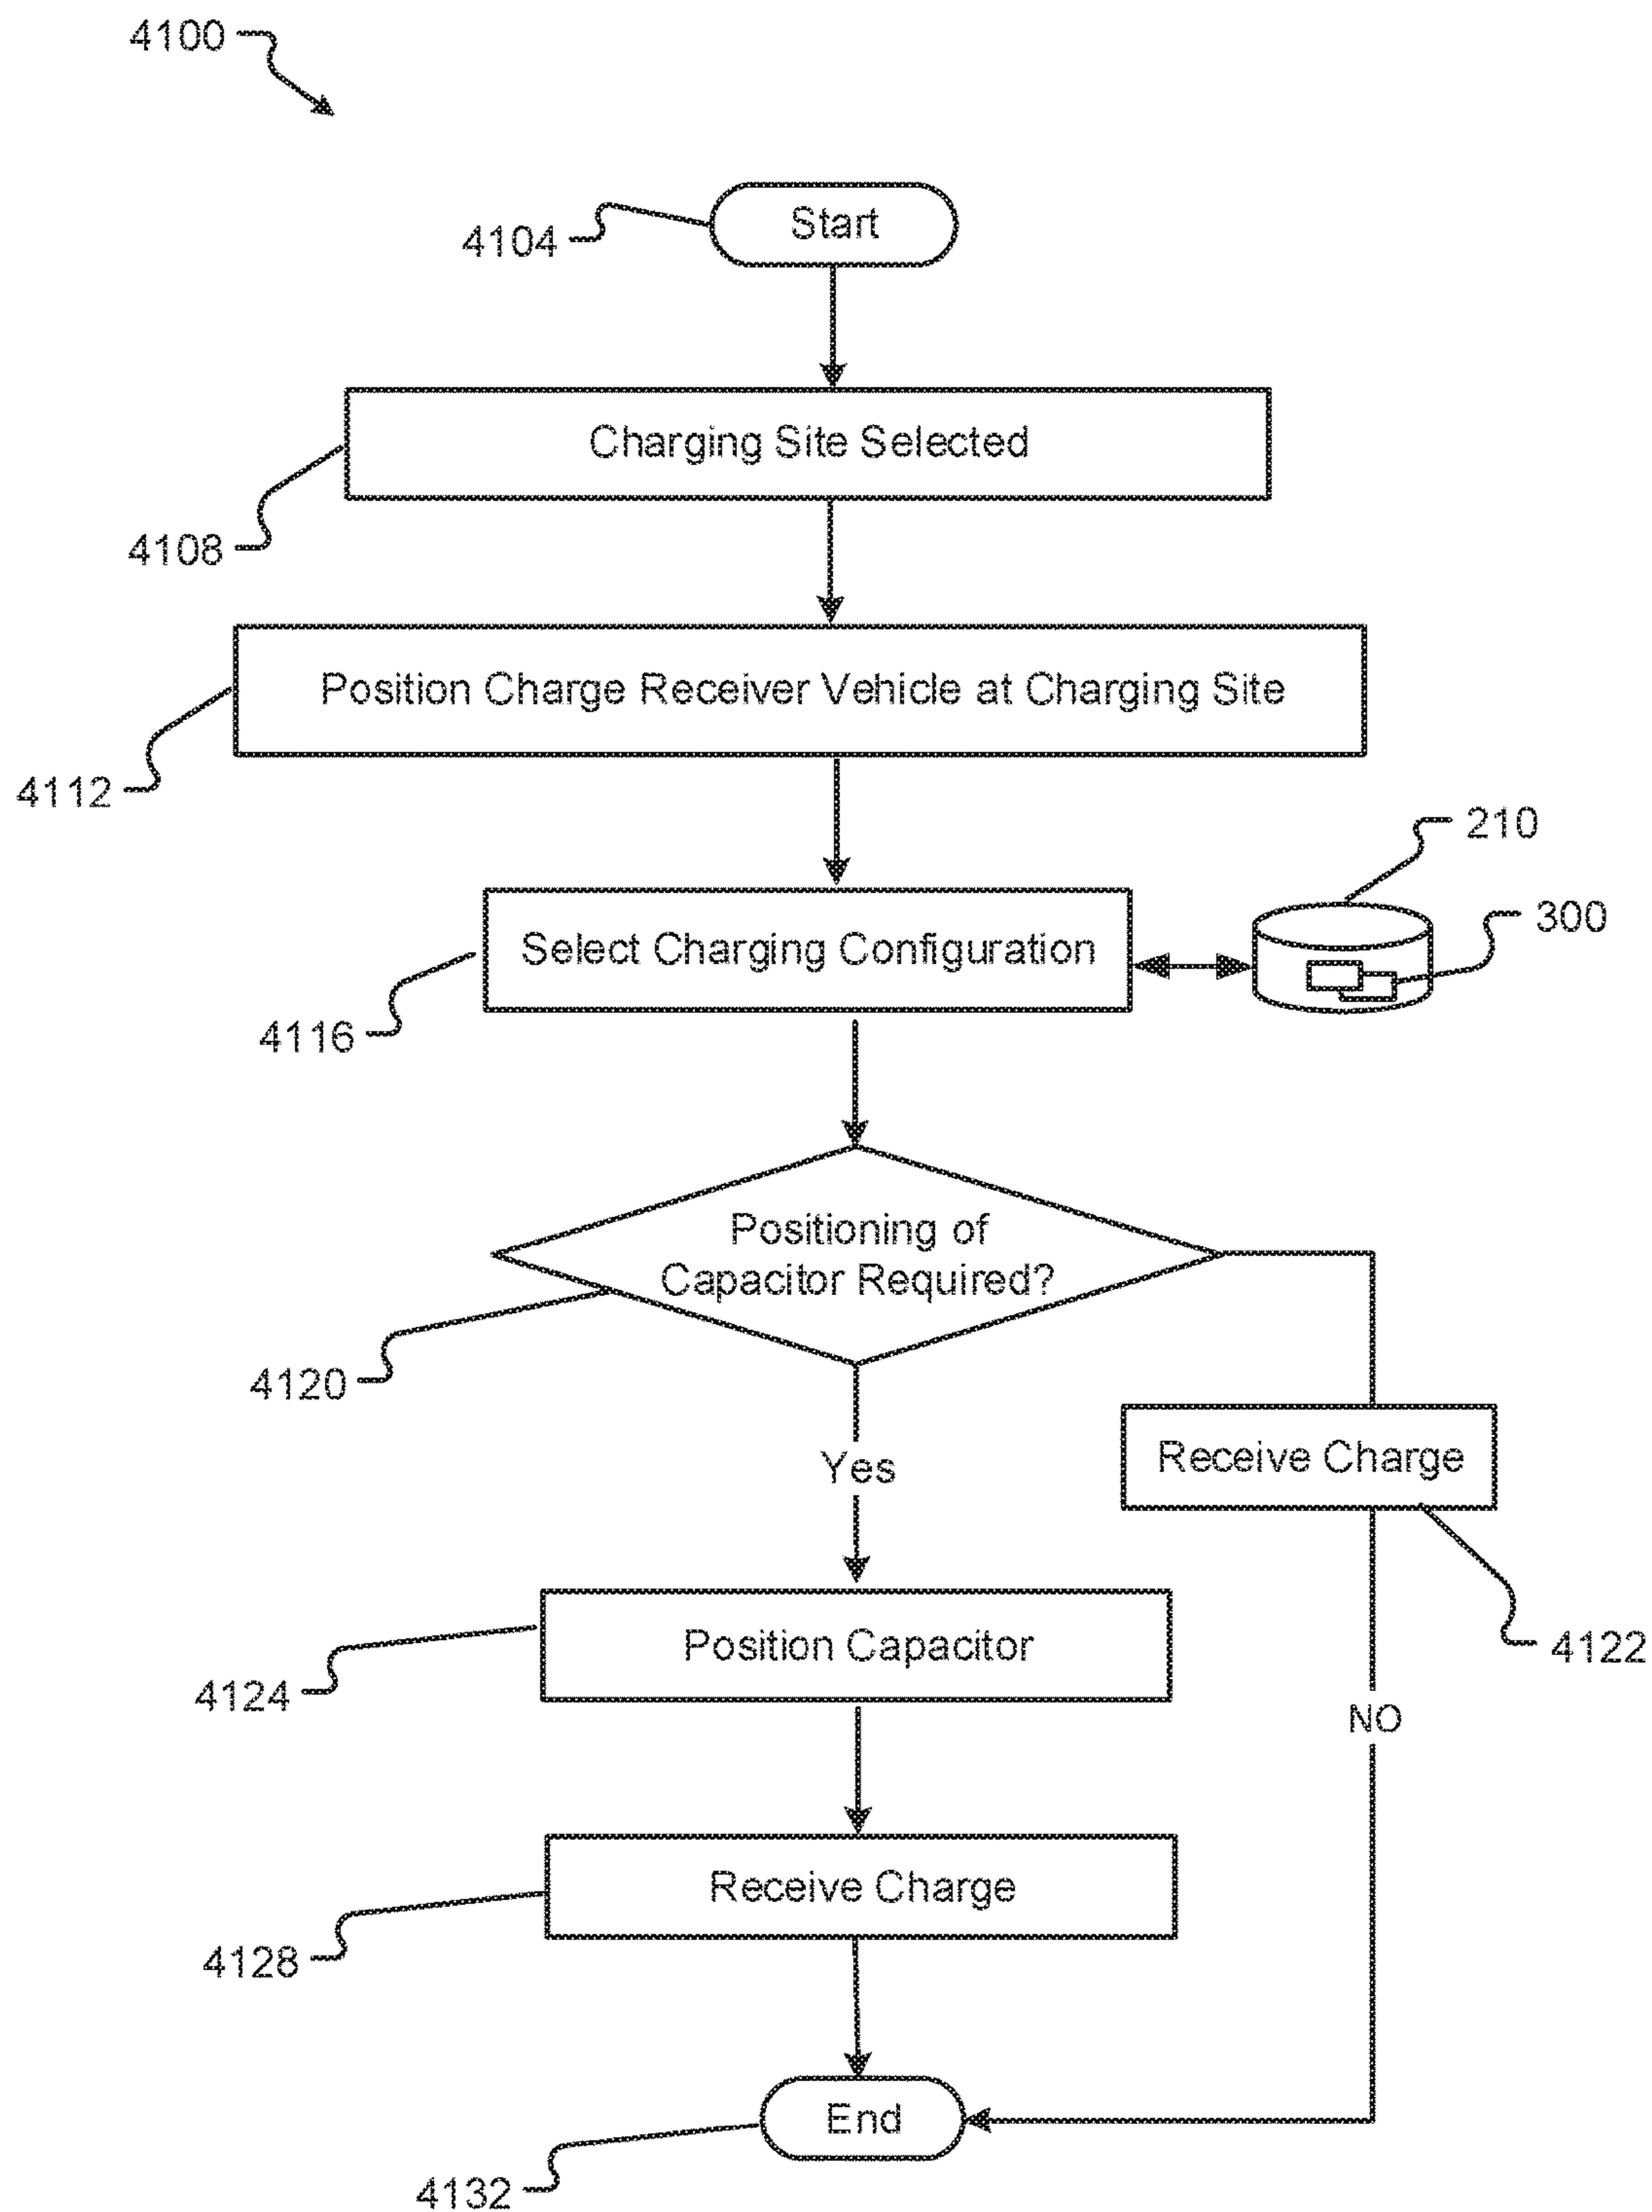 4100
Start
4104
Charging Site Selected
4108
Position Charge Receiver Vehicle at Charging Site
4112
210
300
Select Charging Configuration
4116
Positioning of
Capacitor Required?
4120
Yes
Receive Charge
4122
Position Capacitor
4124
NO
Receive Charge
4128
End
4132